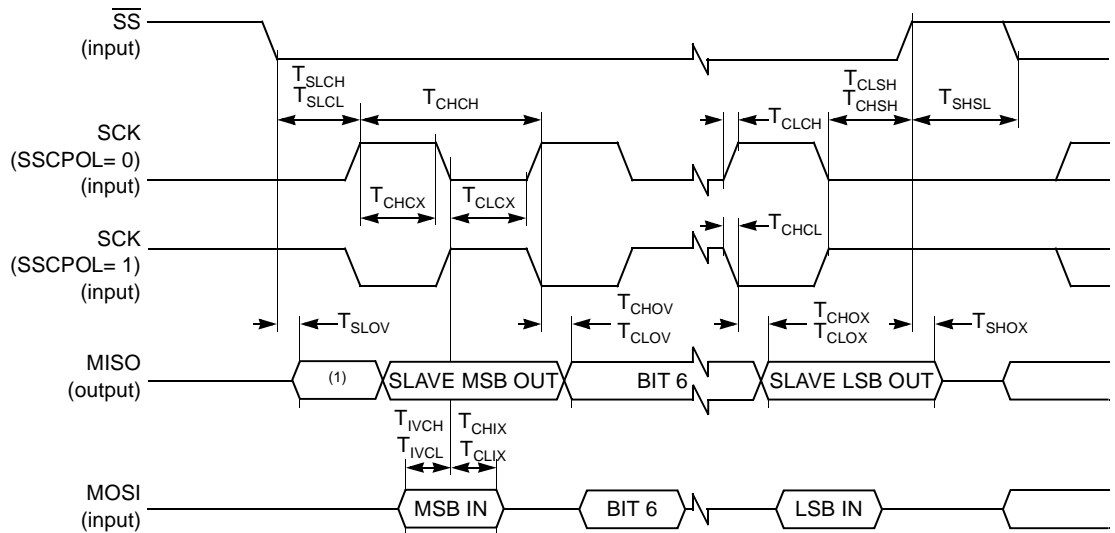 SS
(input)
T_SLCH
T_SLCL
T_CHCH
T_CLCH
T_CLSH
T_CHSH
T_SHSL
SCK
(SSCPOL= 0)
(input)
T_CHCX
T_CLCX
T_CHCL
SCK
(SSCPOL= 1)
(input)
T_SLOV
T_CHOV
T_CLOV
T_CHOX
T_CLOX
T_SHOX
MISO
(output)
(1)
SLAVE MSB OUT
BIT 6
SLAVE LSB OUT
T_IVCH
T_IVCL
T_CHIX
T_CLIX
MOSI
(input)
MSB IN
BIT 6
LSB IN